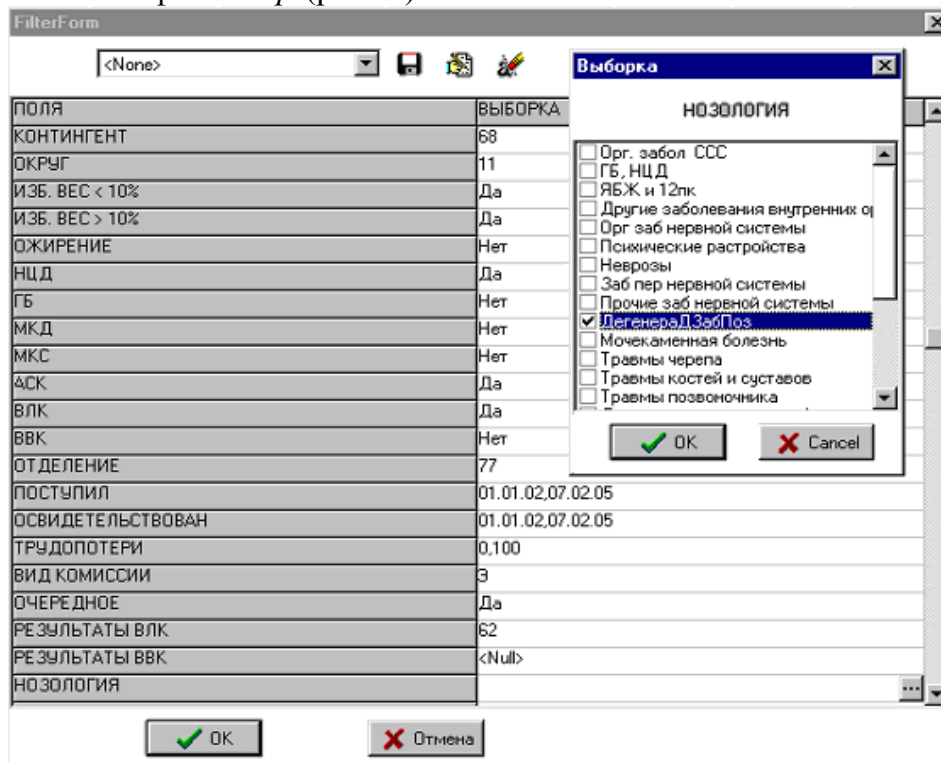 FilterForm
<None>
ПОЛЯ ВЫБОРКА
КОНТИНГЕНТ 68
ОКРУГ 11
ИЗБ. ВЕС < 10% Да
ИЗБ. ВЕС > 10% Да
ОЖИРЕНИЕ Нет
НЦД Да
ГБ Нет
МКД Нет
МКС Нет
АСК Да
ВЛК Да
ВВК Нет
ОТДЕЛЕНИЕ 77
ПОСТУПИЛ 01.01.02,07.02.05
ОСВИДЕТЕЛЬСТВОВАН 01.01.02,07.02.05
ТРУДОПОТЕРИ 0,100
ВИД КОМИССИИ Э
ОЧЕРЕДНОЕ Да
РЕЗУЛЬТАТЫ ВЛК 62
РЕЗУЛЬТАТЫ ВВК <Null>
НОЗОЛОГИЯ ...
OK Отмена
Выборка
НОЗОЛОГИЯ
Орг. забол ССС
ГБ, НЦД
ЯБЖ и 12пк
Другие заболевания внутренних
Орг заб нервной системы
Психические растройства
Неврозы
Заб пер нервной системы
Прочие заб нервной системы
ДегенераДЗабПоз
Мочекаменная болезнь
Травмы черепа
Травмы костей и суставов
Травмы позвоночника
OK Cancel